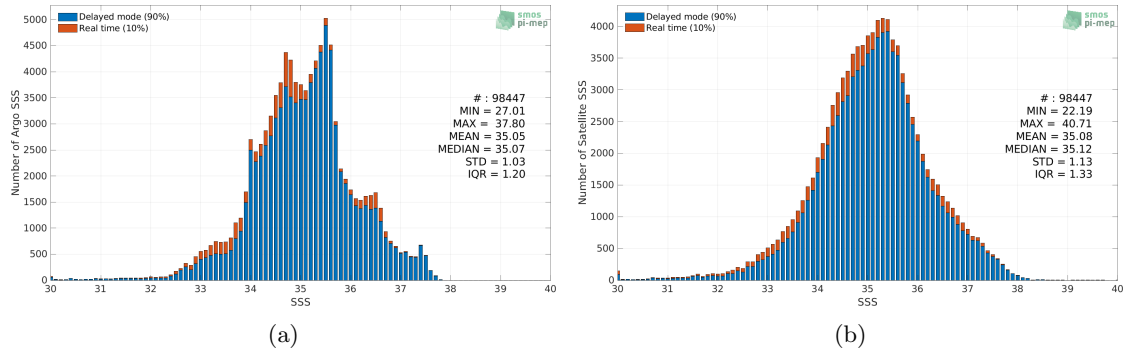 Delayed mode (90%)
Real time (10%)
smos
pi-mep
5000
4500
4000
3500
3000
2500
2000
1500
1000
500
0
Number of Argo SSS
# : 98447
MIN = 27.01
MAX = 37.80
MEAN = 35.05
MEDIAN = 35.07
STD = 1.03
IQR = 1.20
30 31 32 33 34 35 36 37 38 39 40
SSS
(a)
Delayed mode (90%)
Real time (10%)
smos
pi-mep
4000
3500
3000
2500
2000
1500
1000
500
0
Number of Satellite SSS
# : 98447
MIN = 22.19
MAX = 40.71
MEAN = 35.08
MEDIAN = 35.12
STD = 1.13
IQR = 1.33
30 31 32 33 34 35 36 37 38 39 40
SSS
(b)